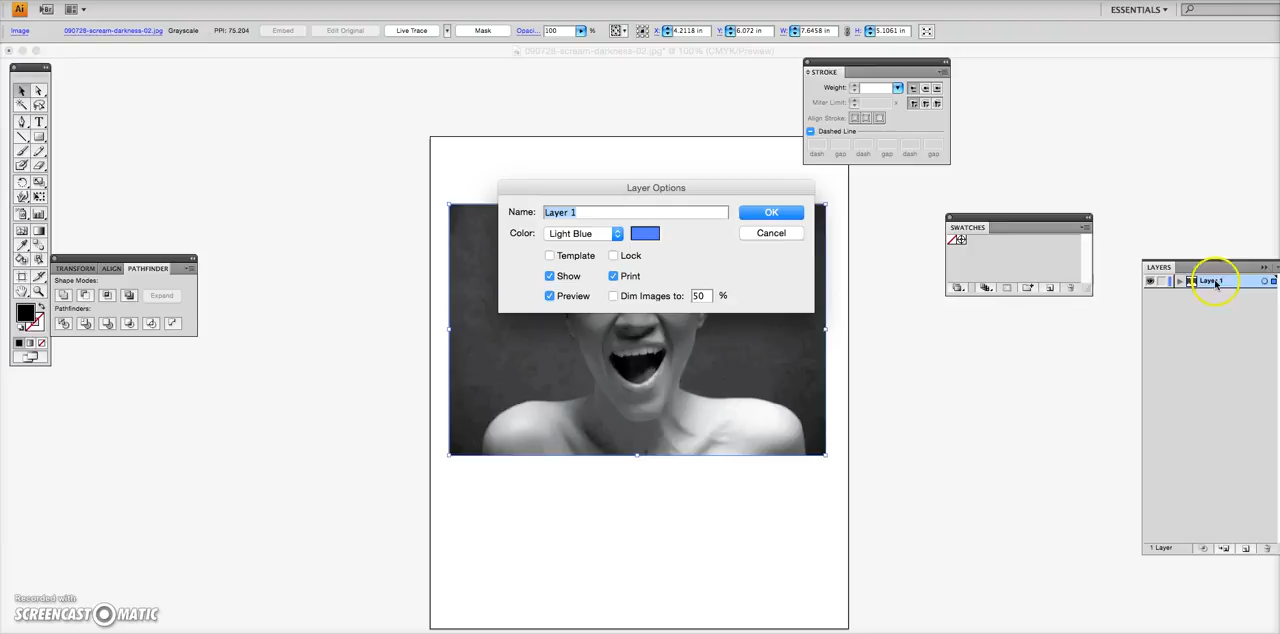 Ai Br ESSENTIALS
Image 090728-scream-darkness-02.jpg Grayscale PPI: 75.204 Embed Edit Original Live Trace Mask Opaci... 100 % X: 4.2118 in Y: 6.072 in W: 7.6458 in H: 5.1061 in
090728-scream-darkness-02.jpg* @ 100% (CMYK/Preview)
STROKE
Weight:
Miter Limit: x
Align Stroke:
Dashed Line
dash gap dash gap dash gap
Layer Options
Name: Layer 1 OK
Color: Light Blue Cancel
Template Lock
Show Print
Preview Dim Images to: 50 %
SWATCHES
LAYERS
Layer 1
1 Layer
TRANSFORM ALIGN PATHFINDER
Shape Modes:
Expand
Pathfinders:
T
Recorded with
SCREENCAST-O-MATIC